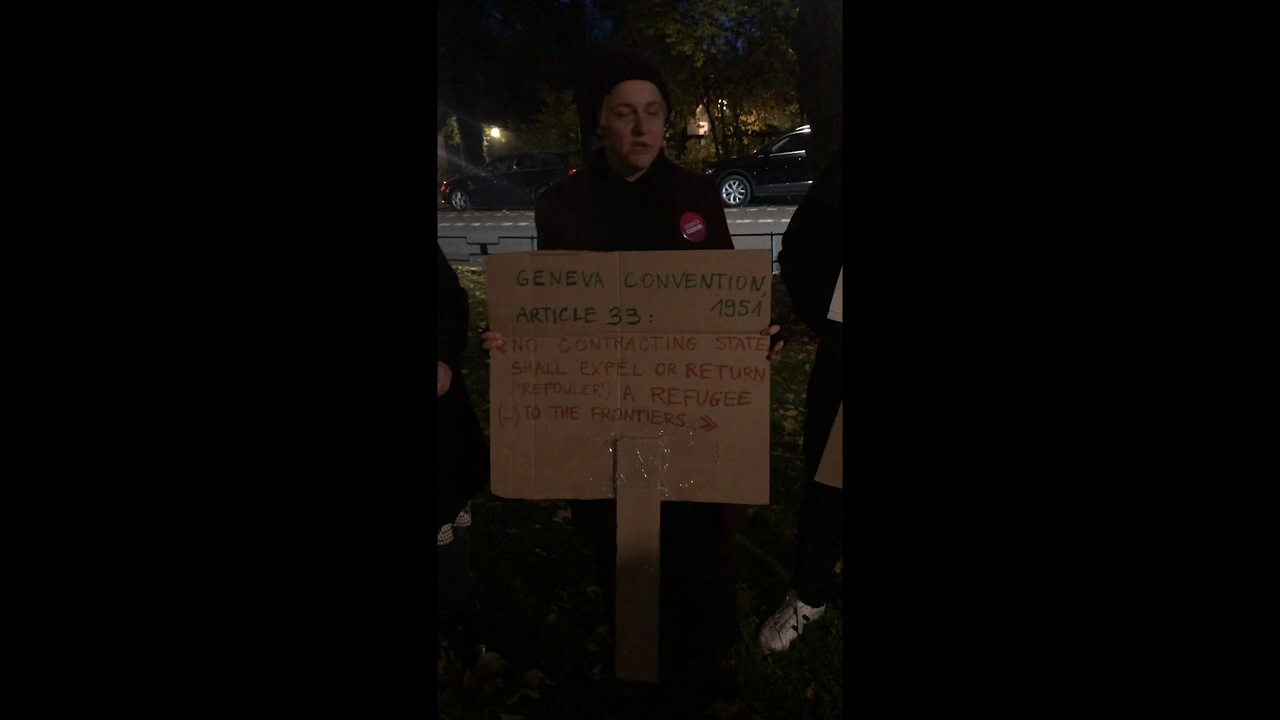 GENEVA CONVENTION,
1951
ARTICLE 33:
«NO CONTRACTING STATE
SHALL EXPEL OR RETURN
('REFOULER') A REFUGEE
(...) TO THE FRONTIERS...»